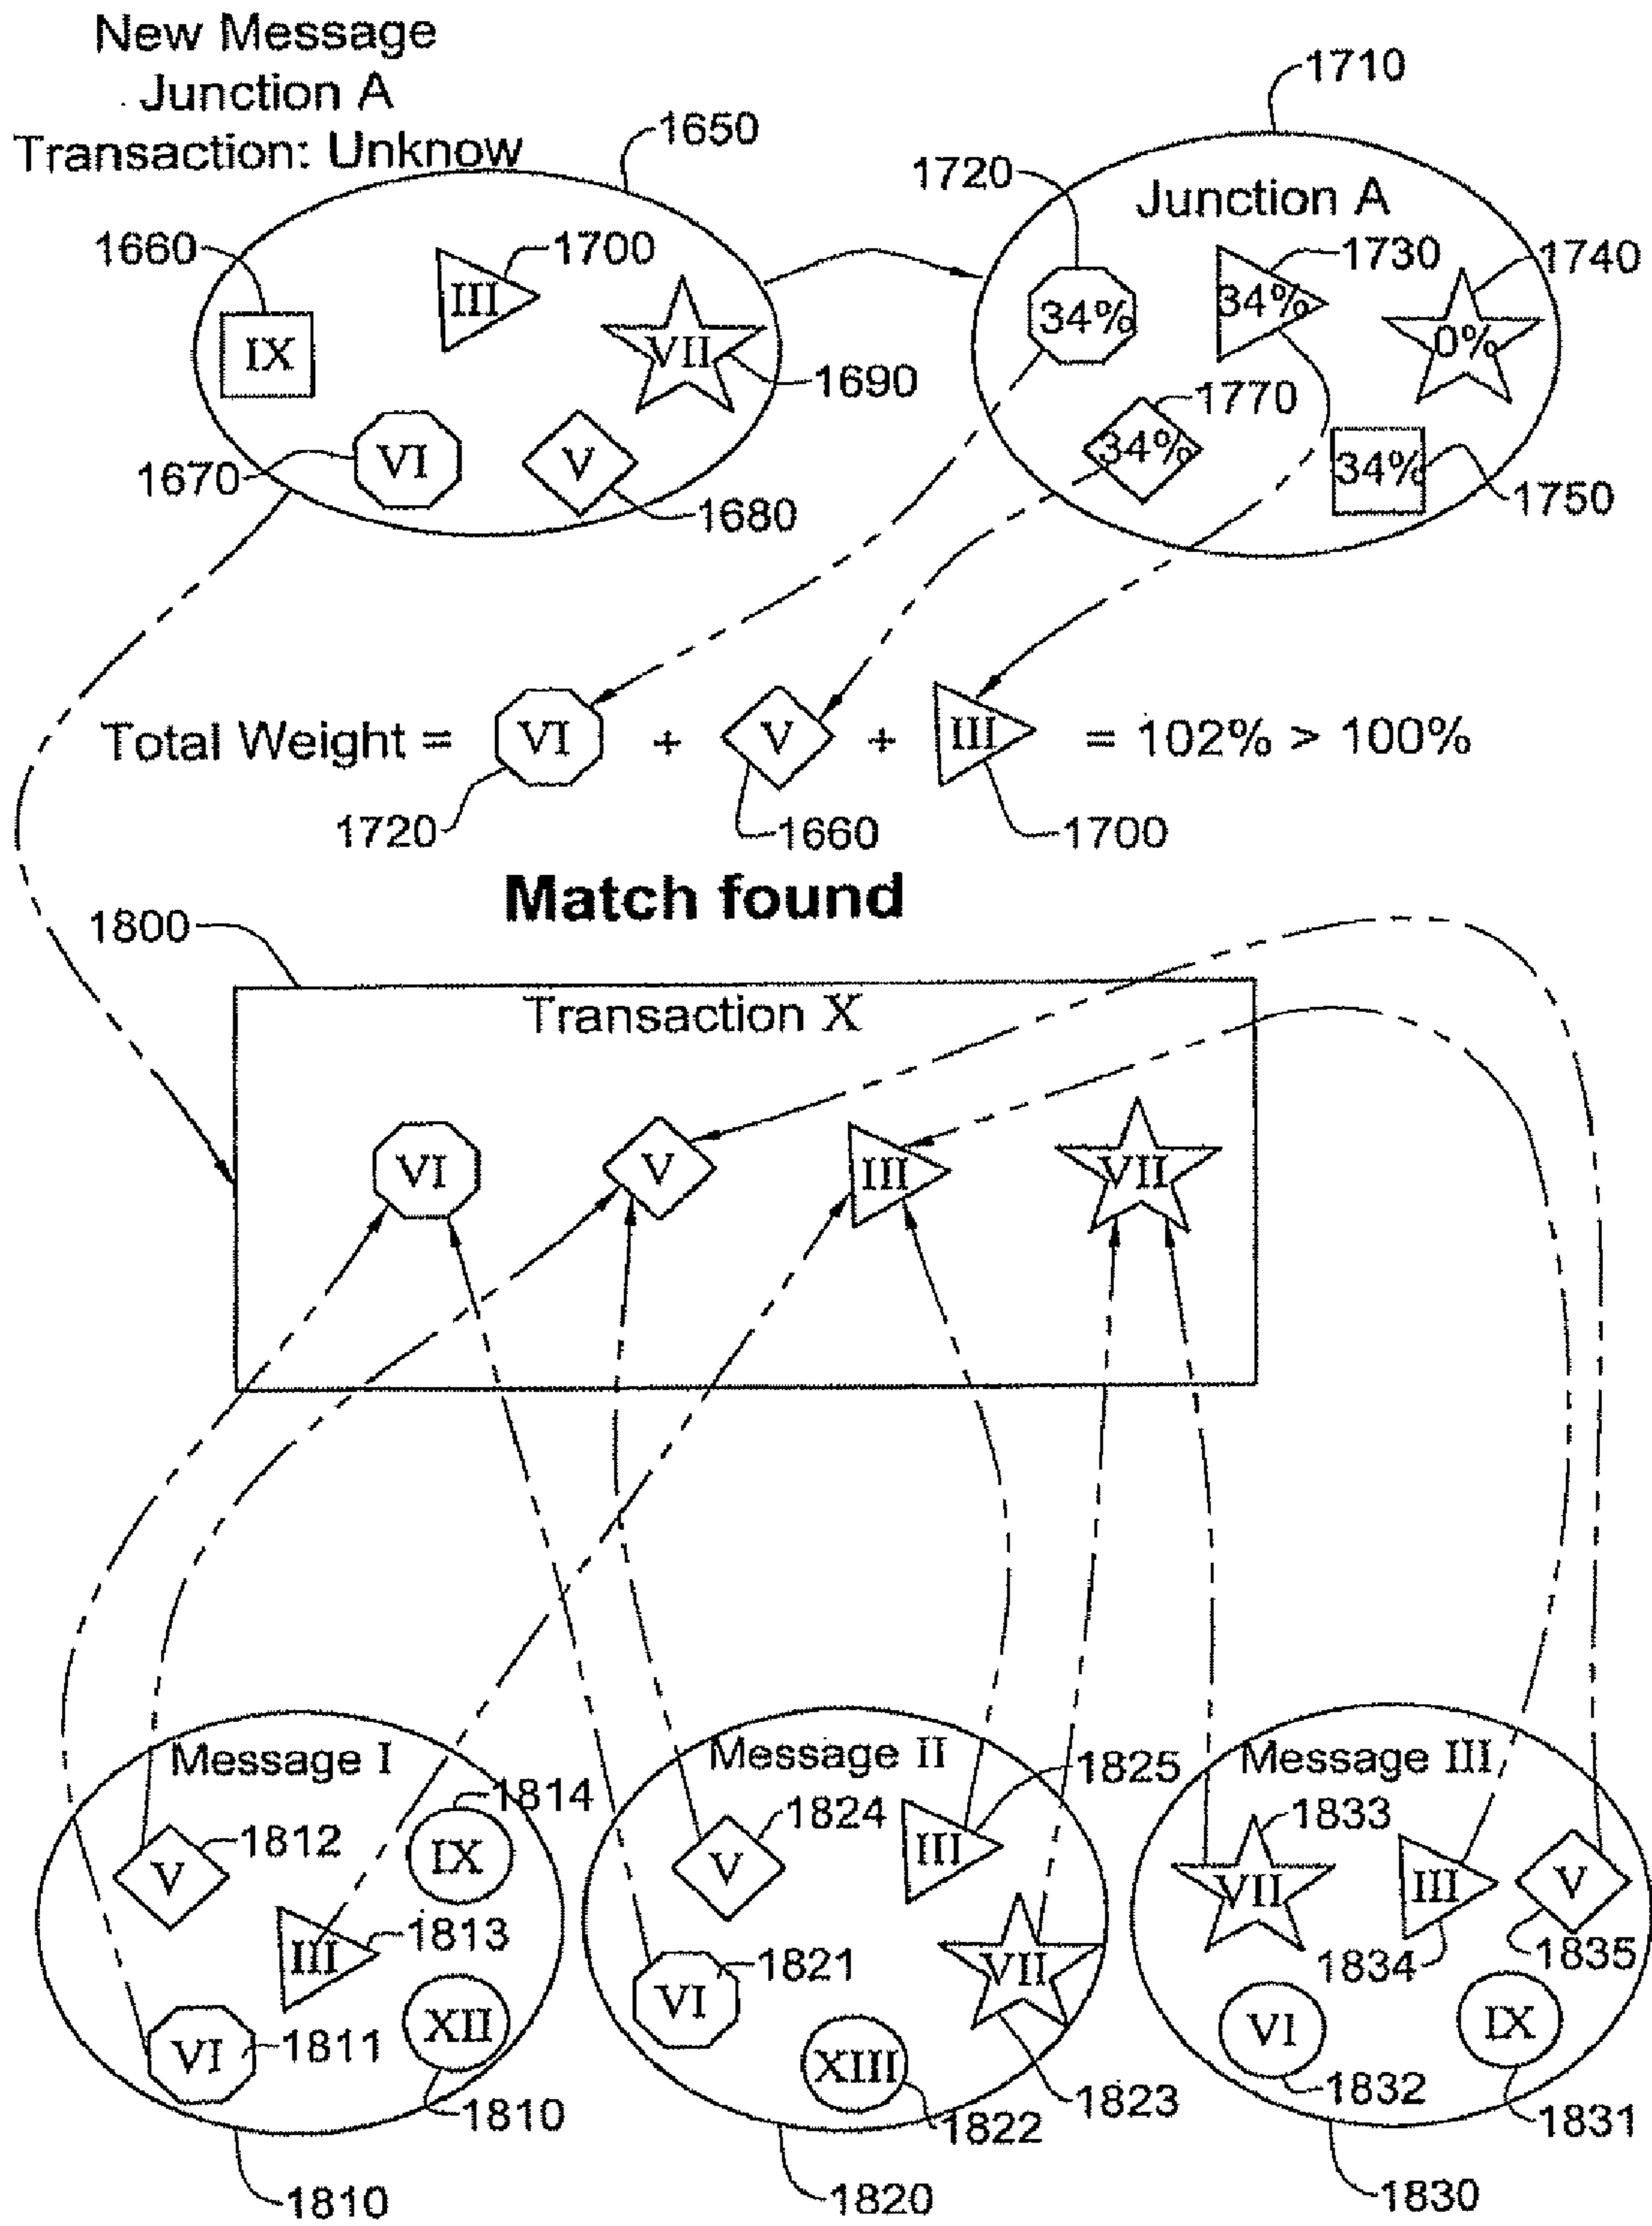 New Message
Junction A
Transaction: Unknow
1650
1710
1720
Junction A
1660
1700
1730
1740
III
34%
34%
0%
IX
VII
1690
1770
1670
VI
V
34%
34%
1680
1750
Total Weight = VI + V + III = 102% > 100%
1720
1660
1700
Match found
1800
Transaction X
VI
V
III
VII
Message I
Message II
Message III
1814
1825
1812
IX
1824
1833
V
V
III
VII
III
V
III
1813
1821
VII
1834
1835
VI
1811
XII
VI
XIII
1823
VI
IX
1832
1810
1822
1831
1810
1820
1830